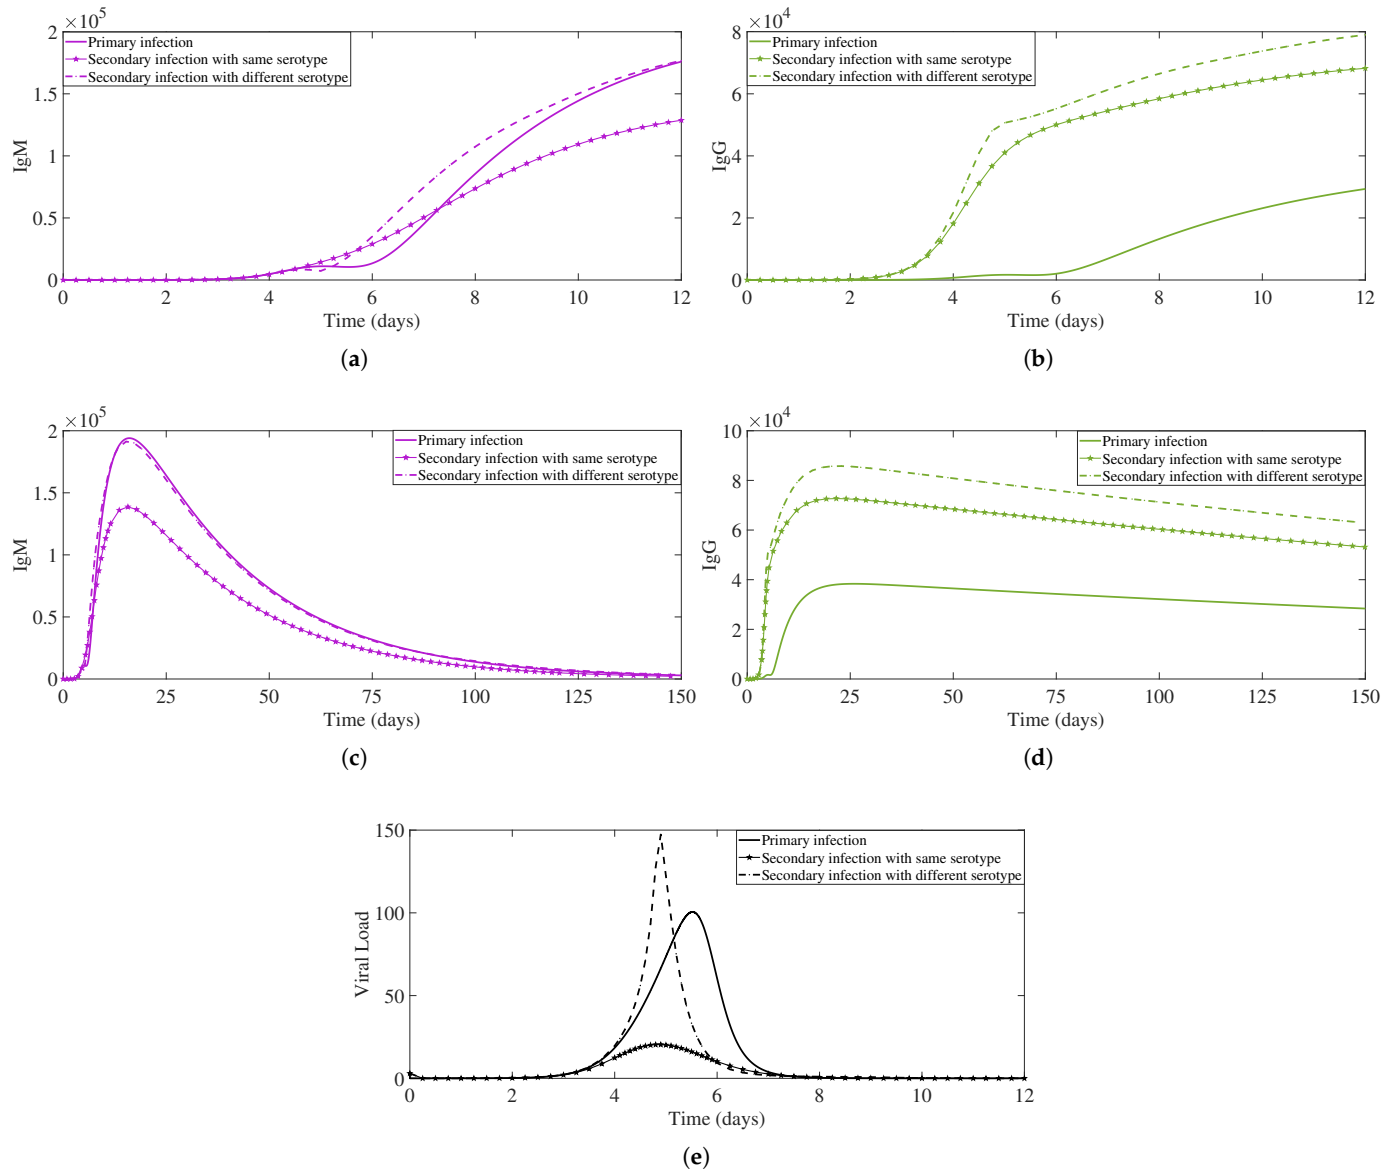 ×10^5
2
1.5
1
0.5
0
IgM
Primary infection
Secondary infection with same serotype
Secondary infection with different serotype
0 2 4 6 8 10 12
Time (days)
(a)
×10^4
8
6
4
2
0
IgG
Primary infection
Secondary infection with same serotype
Secondary infection with different serotype
0 2 4 6 8 10 12
Time (days)
(b)
×10^5
2
1.5
1
0.5
0
IgM
Primary infection
Secondary infection with same serotype
Secondary infection with different serotype
0 25 50 75 100 125 150
Time (days)
(c)
×10^4
10
8
6
4
2
0
IgG
Primary infection
Secondary infection with same serotype
Secondary infection with different serotype
0 25 50 75 100 125 150
Time (days)
(d)
150
100
50
0
Viral Load
Primary infection
Secondary infection with same serotype
Secondary infection with different serotype
0 2 4 6 8 10 12
Time (days)
(e)